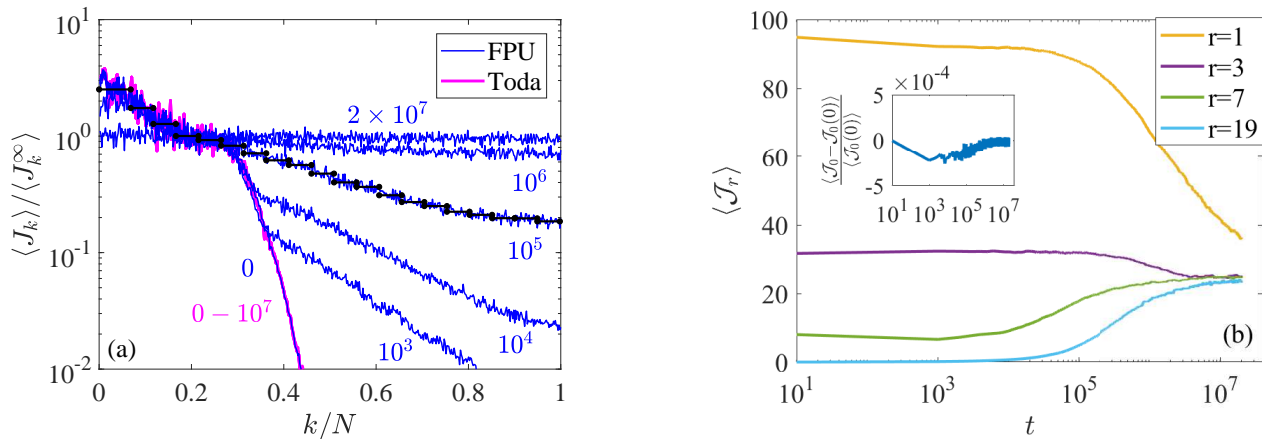 10^1
10^0
10^{-1}
10^{-2}
⟨J_k⟩/⟨J_k^∞⟩
FPU
Toda
2 × 10^7
10^6
10^5
10^4
10^3
0
0 − 10^7
(a)
0 0.2 0.4 0.6 0.8 1
k/N
100
80
60
40
20
0
⟨𝒥_r⟩
r=1
r=3
r=7
r=19
×10^{-4}
5
0
-5
⟨𝒥_0−𝒥_0(0)⟩
⟨𝒥_0(0)⟩
10^1 10^3 10^5 10^7
(b)
10^1 10^3 10^5 10^7
t